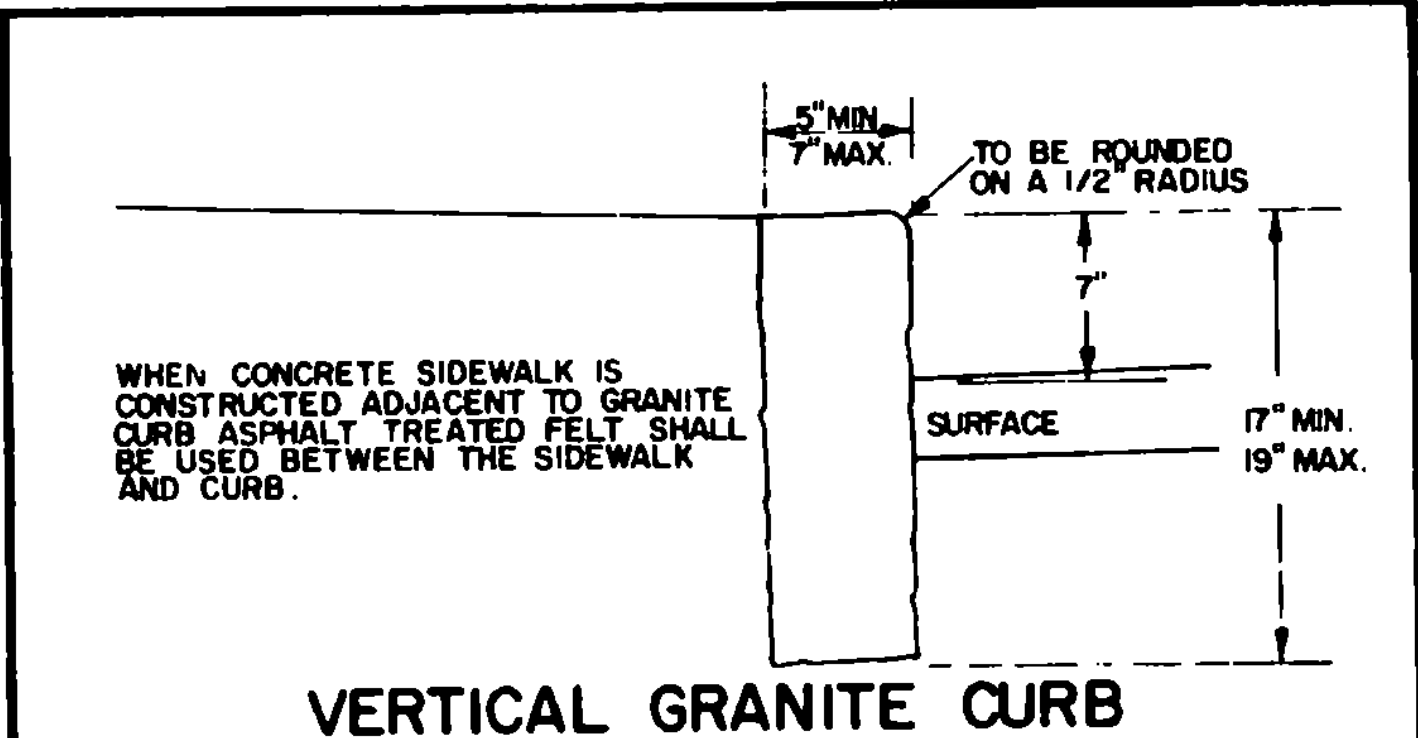 5" MIN.
7" MAX.
TO BE ROUNDED
ON A 1/2" RADIUS
7"
WHEN CONCRETE SIDEWALK IS
CONSTRUCTED ADJACENT TO GRANITE
CURB ASPHALT TREATED FELT SHALL
BE USED BETWEEN THE SIDEWALK
AND CURB.
SURFACE
17" MIN.
19" MAX.
VERTICAL GRANITE CURB